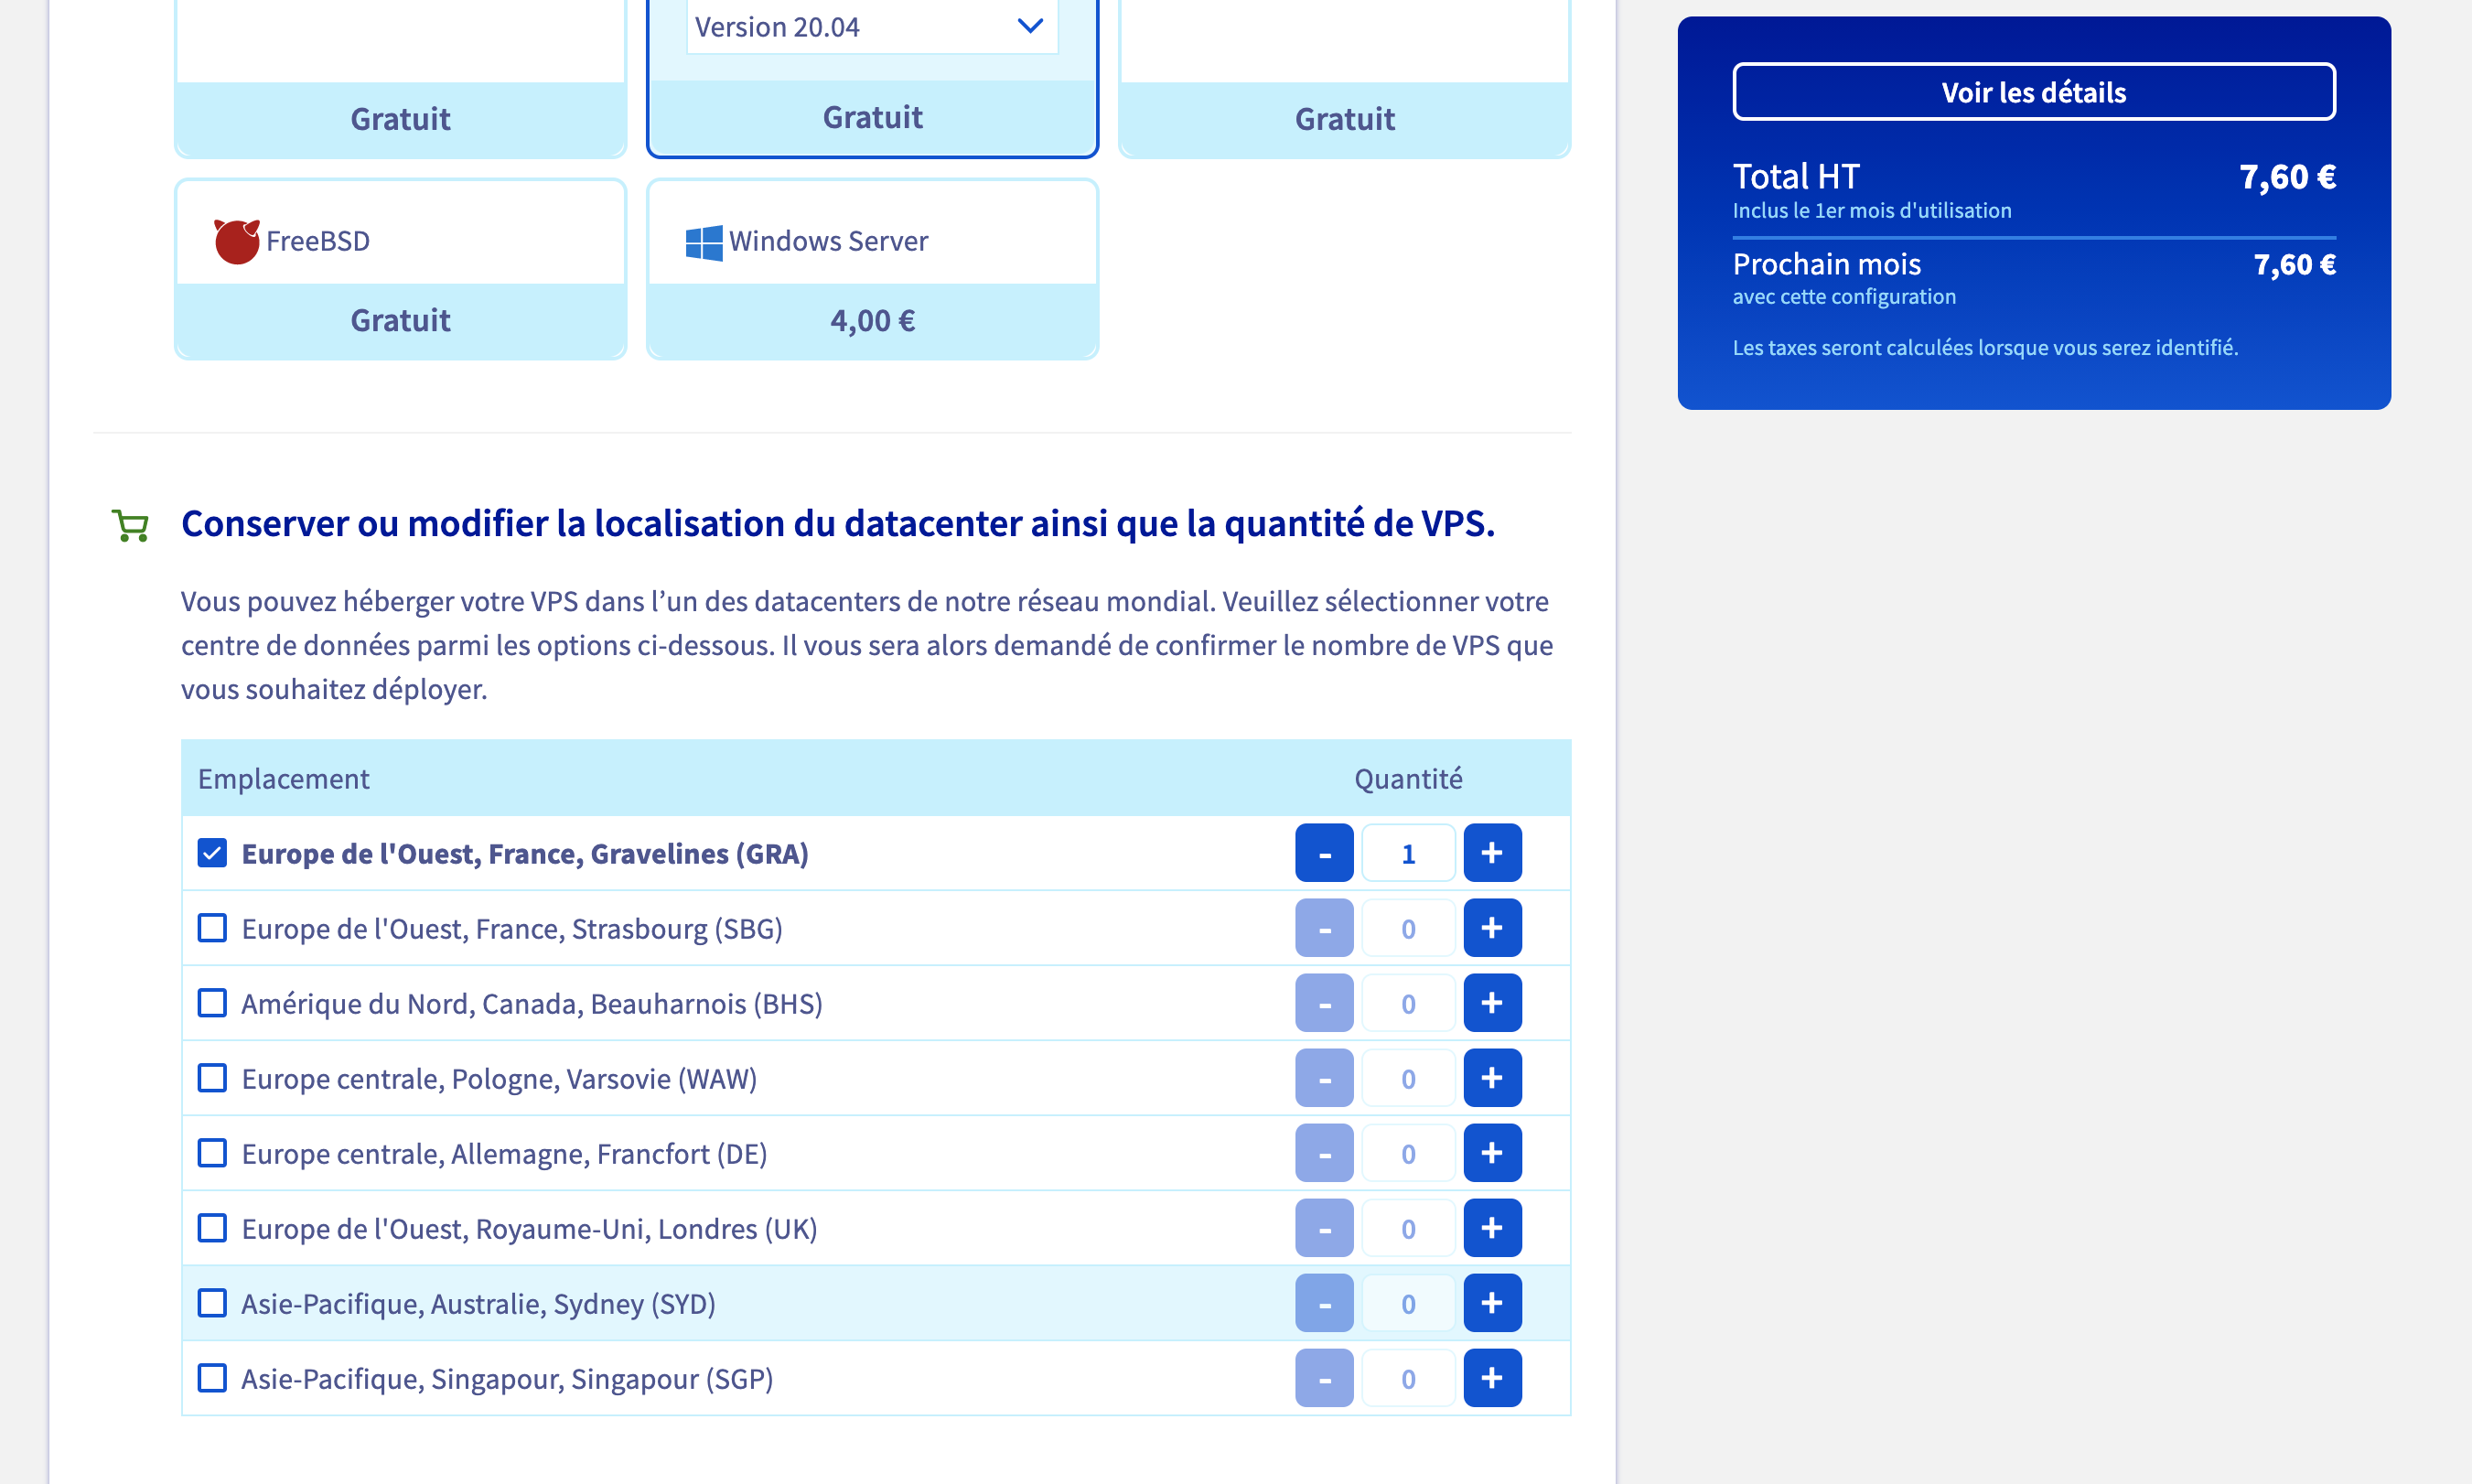 Version 20.04
Gratuit
Gratuit
Gratuit
FreeBSD
Windows Server
Gratuit
4,00 €
Voir les détails
Total HT 7,60 €
Inclus le 1er mois d'utilisation
Prochain mois 7,60 €
avec cette configuration
Les taxes seront calculées lorsque vous serez identifié.
Conserver ou modifier la localisation du datacenter ainsi que la quantité de VPS.
Vous pouvez héberger votre VPS dans l’un des datacenters de notre réseau mondial. Veuillez sélectionner votre
centre de données parmi les options ci-dessous. Il vous sera alors demandé de confirmer le nombre de VPS que
vous souhaitez déployer.
Emplacement Quantité
Europe de l'Ouest, France, Gravelines (GRA) - 1 +
Europe de l'Ouest, France, Strasbourg (SBG) - 0 +
Amérique du Nord, Canada, Beauharnois (BHS) - 0 +
Europe centrale, Pologne, Varsovie (WAW) - 0 +
Europe centrale, Allemagne, Francfort (DE) - 0 +
Europe de l'Ouest, Royaume-Uni, Londres (UK) - 0 +
Asie-Pacifique, Australie, Sydney (SYD) - 0 +
Asie-Pacifique, Singapour, Singapour (SGP) - 0 +